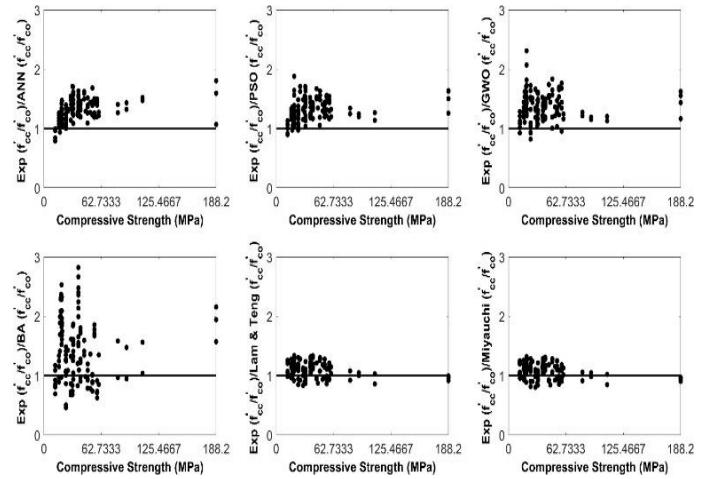 Exp (f'cc/f'co)/ANN (f'cc/f'co)
3
2
1
0
0 62.7333 125.4667 188.2
Compressive Strength (MPa)
Exp (f'cc/f'co)/PSO (f'cc/f'co)
3
2
1
0
0 62.7333 125.4667 188.2
Compressive Strength (MPa)
Exp (f'cc/f'co)/GWO (f'cc/f'co)
3
2
1
0
0 62.7333 125.4667 188.2
Compressive Strength (MPa)
Exp (f'cc/f'co)/BA (f'cc/f'co)
3
2
1
0
0 62.7333 125.4667 188.2
Compressive Strength (MPa)
Exp (f'cc/f'co)/Lam & Teng (f'cc/f'co)
3
2
1
0
0 62.7333 125.4667 188.2
Compressive Strength (MPa)
Exp (f'cc/f'co)/Miyauchi (f'cc/f'co)
3
2
1
0
0 62.7333 125.4667 188.2
Compressive Strength (MPa)